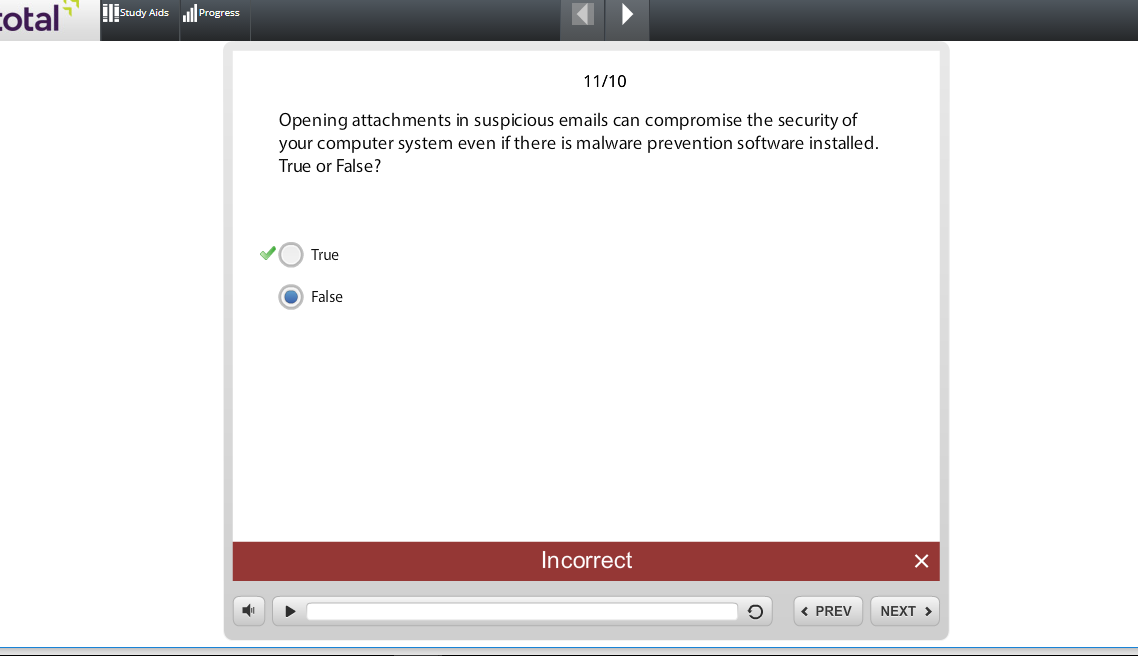 total
Study Aids
Progress
11/10
Opening attachments in suspicious emails can compromise the security of
your computer system even if there is malware prevention software installed.
True or False?
True
False
Incorrect
PREV
NEXT